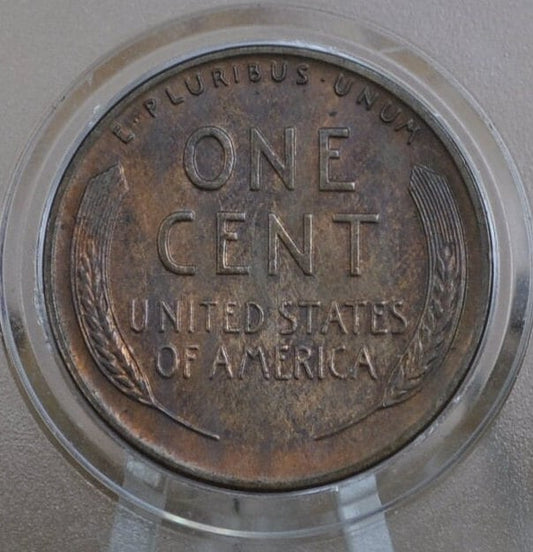 E·PLURIBUS·UNUM
ONE
CENT
UNITED STATES
OF AMERICA